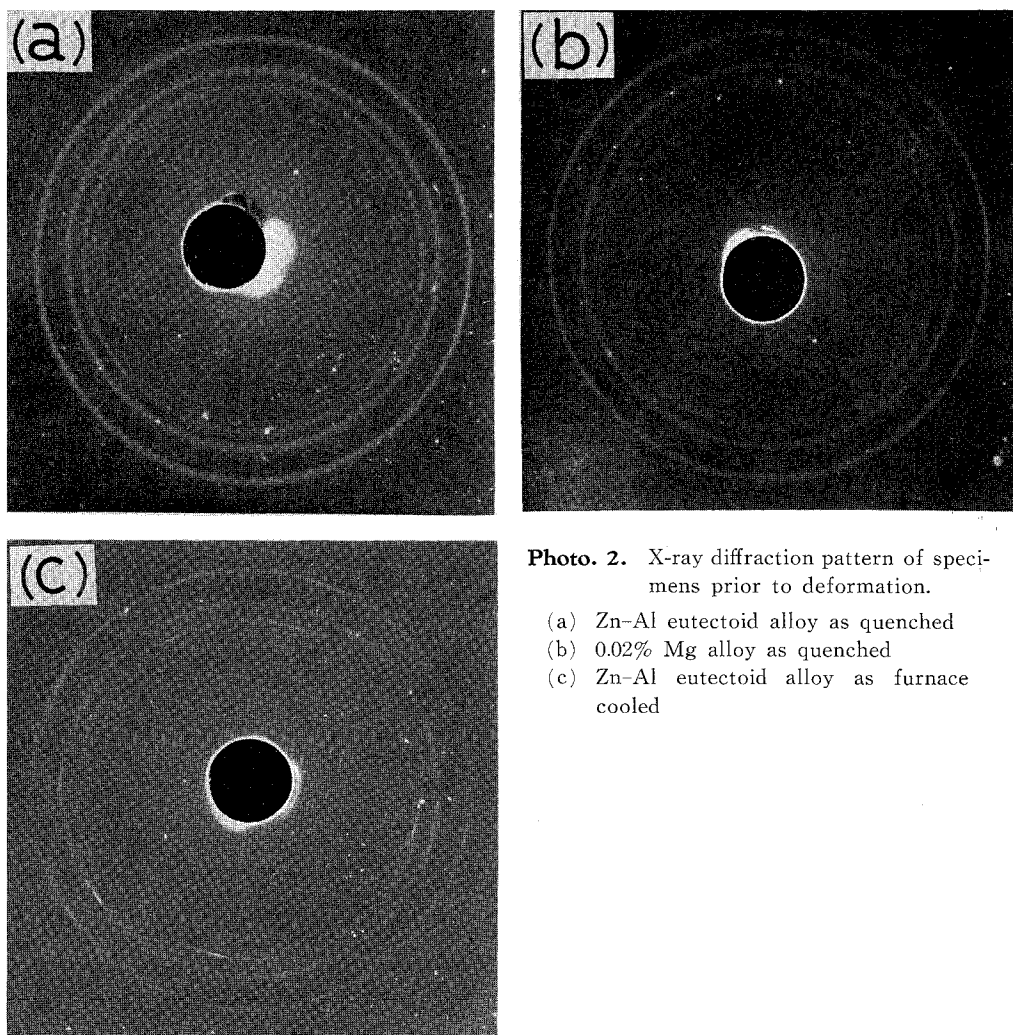 (a)
(b)
(c)
Photo. 2. X-ray diffraction pattern of speci-
mens prior to deformation.
(a) Zn-Al eutectoid alloy as quenched
(b) 0.02% Mg alloy as quenched
(c) Zn-Al eutectoid alloy as furnace
cooled